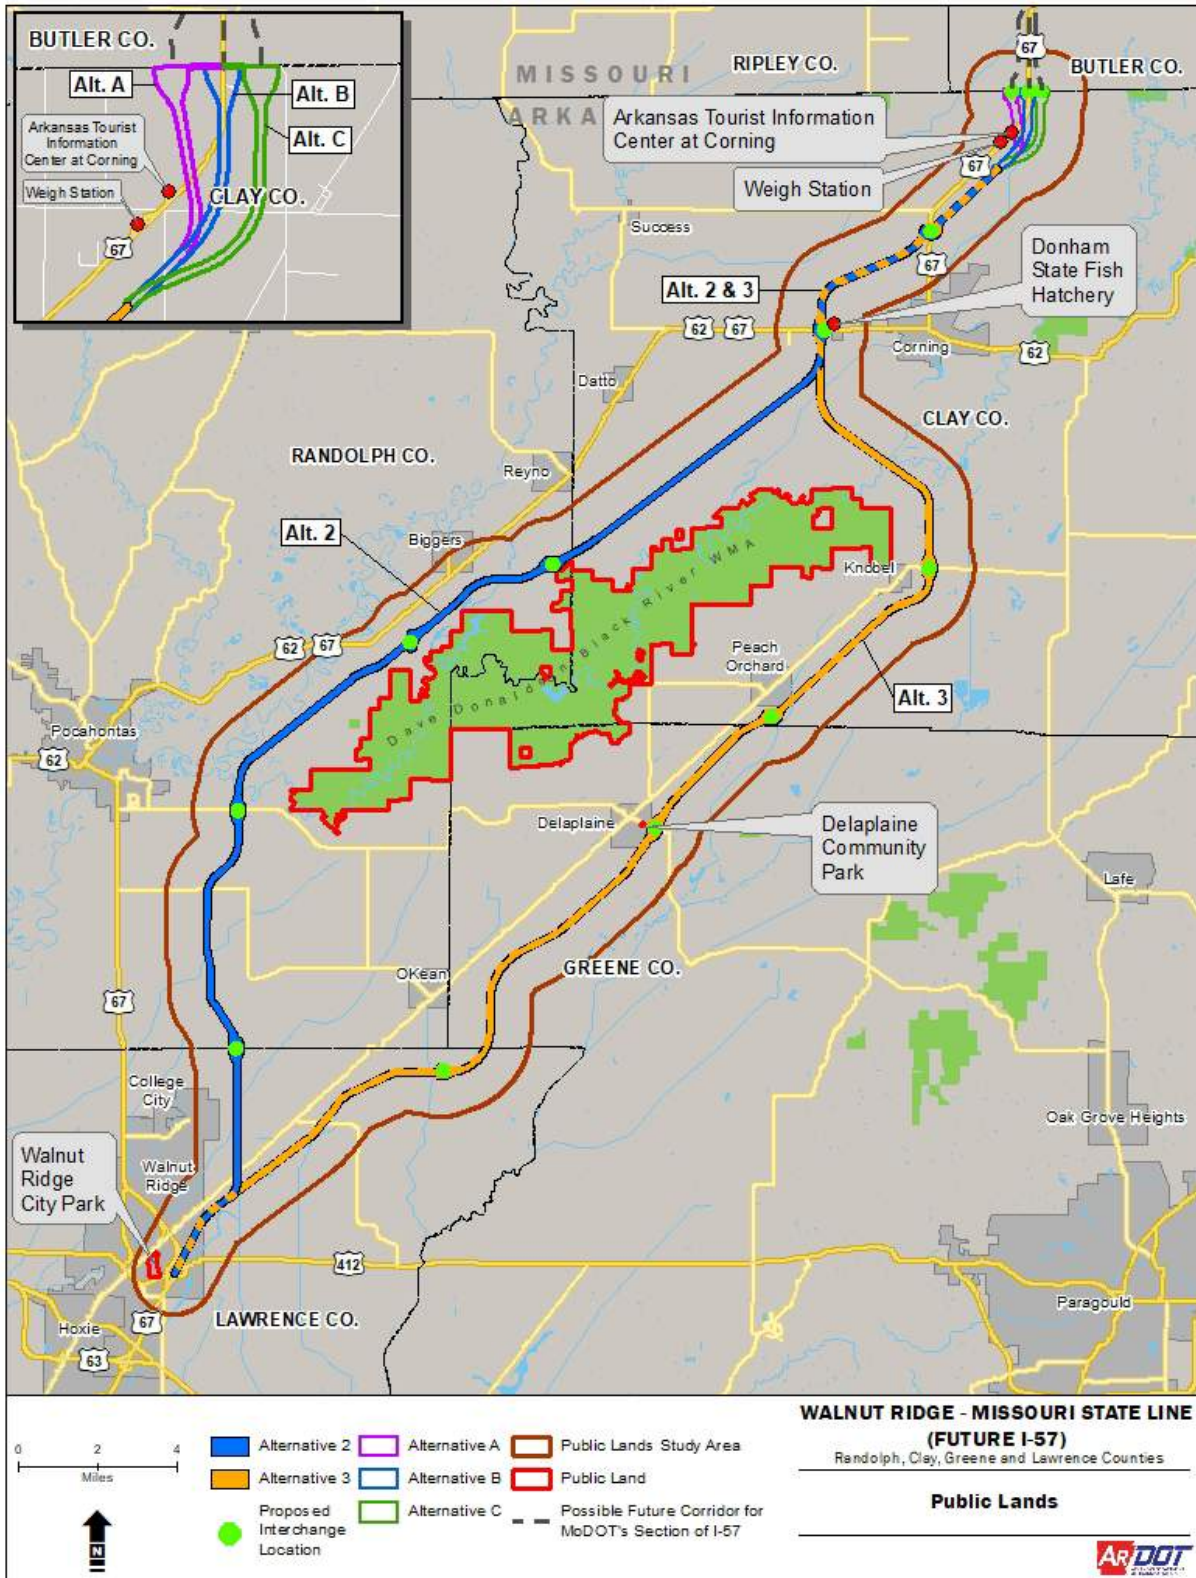 BUTLER CO.
Alt. A
Alt. B
Alt. C
Arkansas Tourist
Information
Center at Corning
Weigh Station
CLAY CO.
67
MISSOURI
ARKA
RIPLEY CO.
67
BUTLER CO.
Arkansas Tourist Information
Center at Corning
67
Weigh Station
Success
67
Donham
State Fish
Hatchery
Alt. 2 & 3
62
67
Corning
62
Datto
CLAY CO.
RANDOLPH CO.
Reyno
Alt. 2
Biggers
Dave Donaldson Black River WMA
Knobel
62
67
Peach
Orchard
Alt. 3
Pocahontas
62
Delaplaine
Delaplaine
Community
Park
Lafe
OKean
GREENE CO.
67
College
City
Oak Grove Heights
Walnut
Ridge
City Park
Walnut
Ridge
412
Paragould
LAWRENCE CO.
Hoxie
67
63
0 2 4
Miles
N
Alternative 2
Alternative 3
Proposed
Interchange
Location
Alternative A
Alternative B
Alternative C
Public Lands Study Area
Public Land
Possible Future Corridor for
MoDOT's Section of I-57
WALNUT RIDGE - MISSOURI STATE LINE
(FUTURE I-57)
Randolph, Clay, Greene and Lawrence Counties
Public Lands
ARDOT